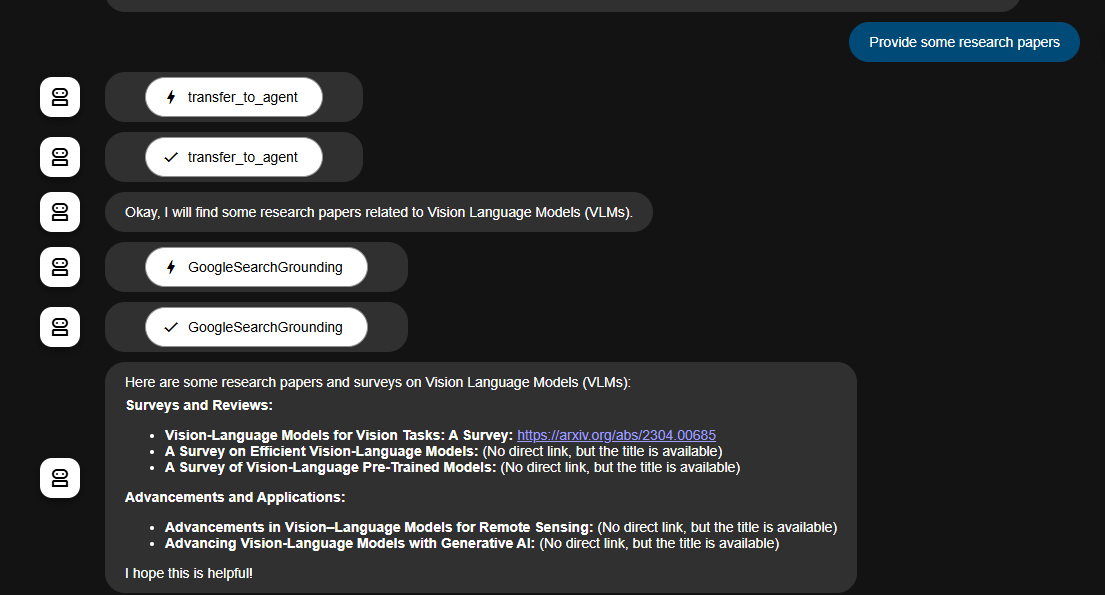 Provide some research papers
transfer_to_agent
transfer_to_agent
Okay, I will find some research papers related to Vision Language Models (VLMs).
GoogleSearchGrounding
GoogleSearchGrounding
Here are some research papers and surveys on Vision Language Models (VLMs):
Surveys and Reviews:
• Vision-Language Models for Vision Tasks: A Survey: https://arxiv.org/abs/2304.00685
• A Survey on Efficient Vision-Language Models: (No direct link, but the title is available)
• A Survey of Vision-Language Pre-Trained Models: (No direct link, but the title is available)
Advancements and Applications:
• Advancements in Vision–Language Models for Remote Sensing: (No direct link, but the title is available)
• Advancing Vision-Language Models with Generative AI: (No direct link, but the title is available)
I hope this is helpful!